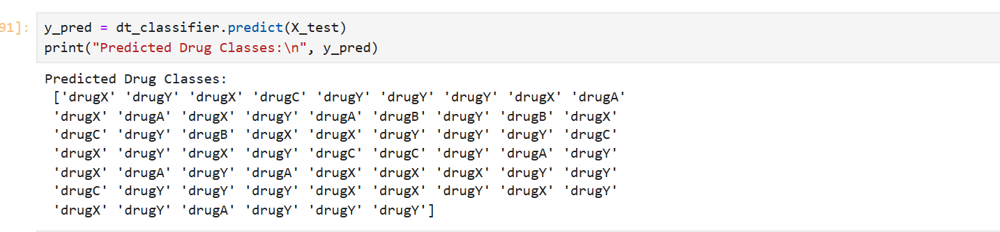 91]:
y_pred = dt_classifier.predict(X_test)
print("Predicted Drug Classes:\n", y_pred)
Predicted Drug Classes:
['drugX' 'drugY' 'drugX' 'drugC' 'drugY' 'drugY' 'drugY' 'drugX' 'drugA'
'drugX' 'drugA' 'drugX' 'drugY' 'drugA' 'drugB' 'drugY' 'drugB' 'drugX'
'drugC' 'drugY' 'drugB' 'drugX' 'drugX' 'drugY' 'drugY' 'drugY' 'drugC'
'drugX' 'drugY' 'drugX' 'drugY' 'drugC' 'drugC' 'drugY' 'drugA' 'drugY'
'drugX' 'drugA' 'drugY' 'drugA' 'drugX' 'drugX' 'drugX' 'drugY' 'drugY'
'drugC' 'drugY' 'drugY' 'drugY' 'drugX' 'drugX' 'drugY' 'drugX' 'drugY'
'drugX' 'drugY' 'drugA' 'drugY' 'drugY' 'drugY']